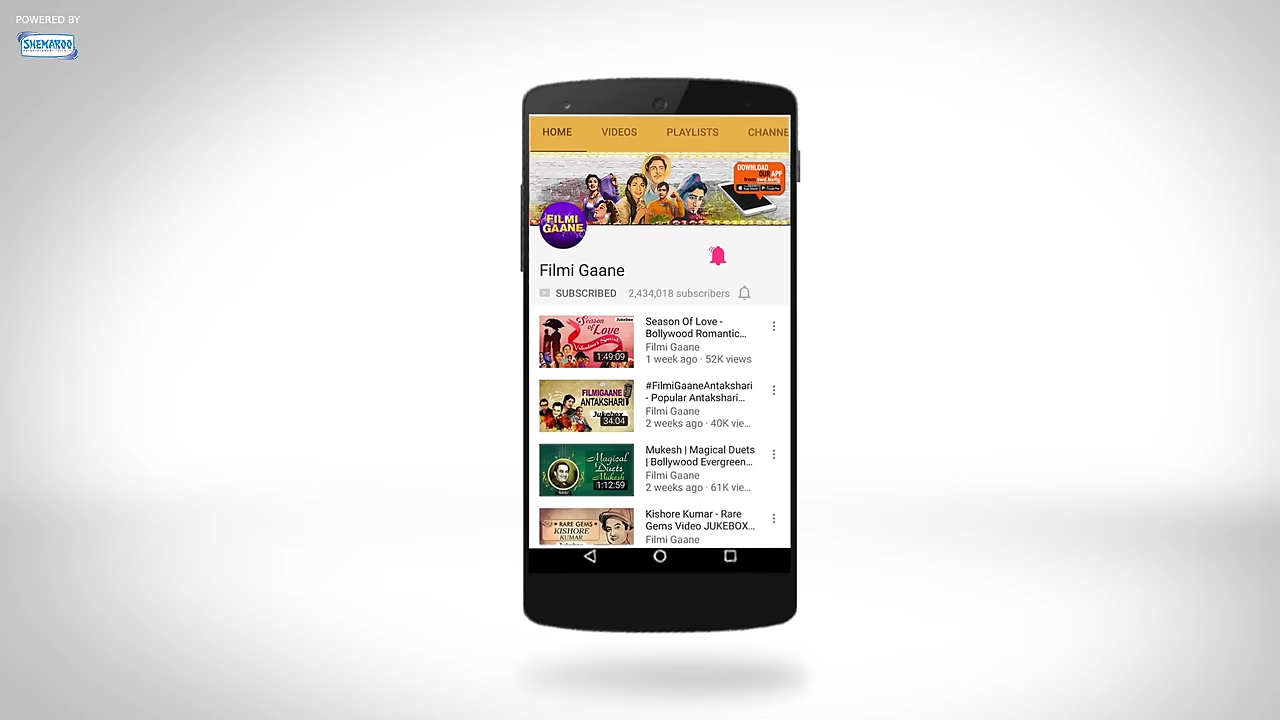 POWERED BY
SHEMAROO
HOME VIDEOS PLAYLISTS CHANNE
DOWNLOAD
OUR APP
FILMI
GAANE
Filmi Gaane
SUBSCRIBED 2,434,018 subscribers
Season
of Love
Jukebox
Valentine's Special
1:49:09
Season Of Love -
Bollywood Romantic...
Filmi Gaane
1 week ago · 52K views
FILMIGAANE
ANTAKSHARI
Jukebox
34:04
#FilmiGaaneAntakshari
- Popular Antakshari...
Filmi Gaane
2 weeks ago · 40K vie...
Magical
Duets
Mukesh
1:12:59
Mukesh | Magical Duets
| Bollywood Evergreen...
Filmi Gaane
2 weeks ago · 61K vie...
RARE GEMS
KISHORE
KUMAR
Kishore Kumar - Rare
Gems Video JUKEBOX...
Filmi Gaane